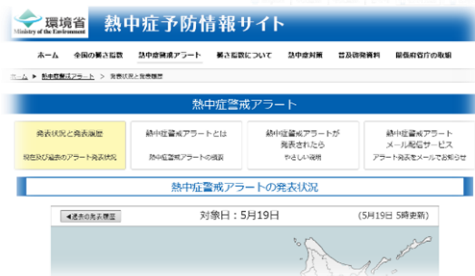 環境省
Ministry of the Environment
熱中症予防情報サイト
ホーム 全国の暑さ指数 熱中症警戒アラート 暑さ指数について 熱中症対策 普及啓発資料 関係府省庁の取組
ホーム ▶ 熱中症警戒アラート > 発表状況と発表履歴
熱中症警戒アラート
発表状況と発表履歴
現在及び過去のアラート発表状況
熱中症警戒アラートとは
熱中症警戒アラートの概要
熱中症警戒アラートが
発表されたら
やさしい説明
熱中症警戒アラート
メール配信サービス
アラート発表をメールでお知らせ
熱中症警戒アラートの発表状況
◀過去の発表履歴
対象日：5月19日
(5月19日 5時更新)